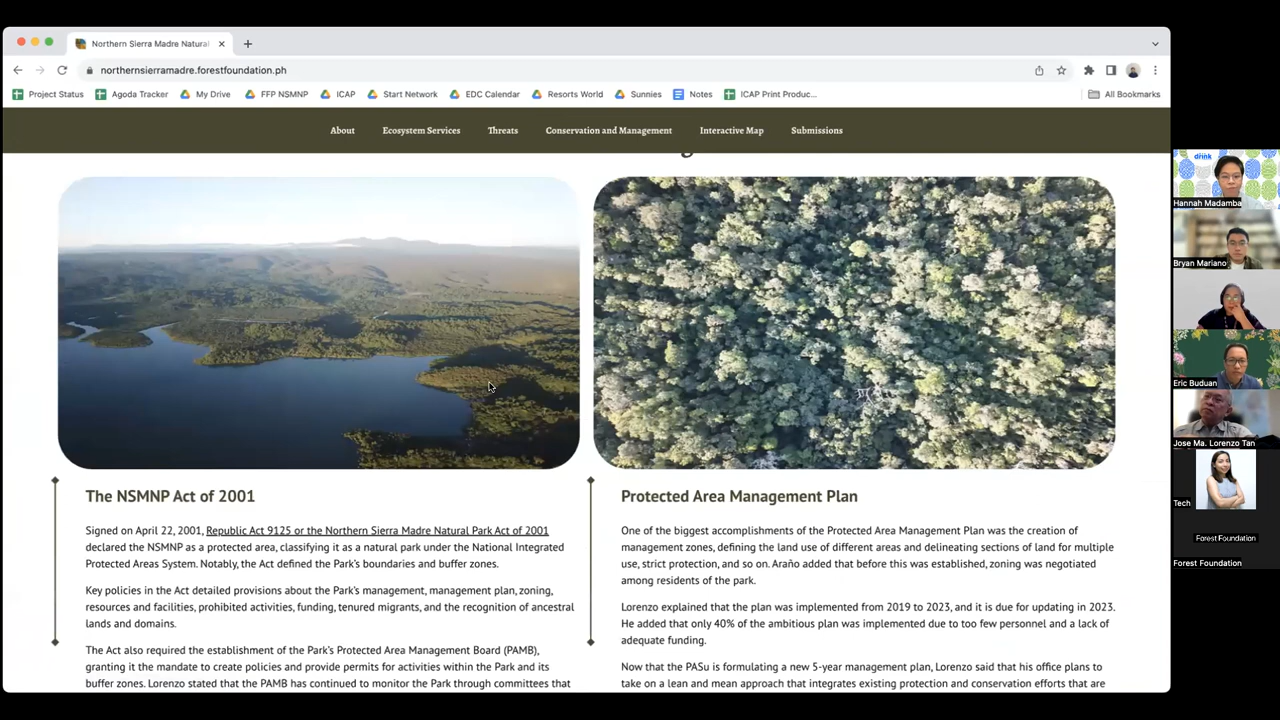 Northern Sierra Madre Natural
northernsierramadre.forestfoundation.ph
Project Status
Agoda Tracker
My Drive
FFP NSMNP
ICAP
Start Network
EDC Calendar
Resorts World
Sunnies
Notes
ICAP Print Produc...
All Bookmarks
About
Ecosystem Services
Threats
Conservation and Management
Interactive Map
Submissions
The NSMNP Act of 2001
Signed on April 22, 2001, Republic Act 9125 or the Northern Sierra Madre Natural Park Act of 2001
declared the NSMNP as a protected area, classifying it as a natural park under the National Integrated
Protected Areas System. Notably, the Act defined the Park's boundaries and buffer zones.
Key policies in the Act detailed provisions about the Park's management, management plan, zoning,
resources and facilities, prohibited activities, funding, tenured migrants, and the recognition of ancestral
lands and domains.
The Act also required the establishment of the Park's Protected Area Management Board (PAMB),
granting it the mandate to create policies and provide permits for activities within the Park and its
buffer zones. Lorenzo stated that the PAMB has continued to monitor the Park through committees that
Protected Area Management Plan
One of the biggest accomplishments of the Protected Area Management Plan was the creation of
management zones, defining the land use of different areas and delineating sections of land for multiple
use, strict protection, and so on. Araño added that before this was established, zoning was negotiated
among residents of the park.
Lorenzo explained that the plan was implemented from 2019 to 2023, and it is due for updating in 2023.
He added that only 40% of the ambitious plan was implemented due to too few personnel and a lack of
adequate funding.
Now that the PASu is formulating a new 5-year management plan, Lorenzo said that his office plans to
take on a lean and mean approach that integrates existing protection and conservation efforts that are
drink
Hannah Madamba
Bryan Mariano
Eric Buduan
Jose Ma. Lorenzo Tan
Tech
Forest Foundation
Forest Foundation